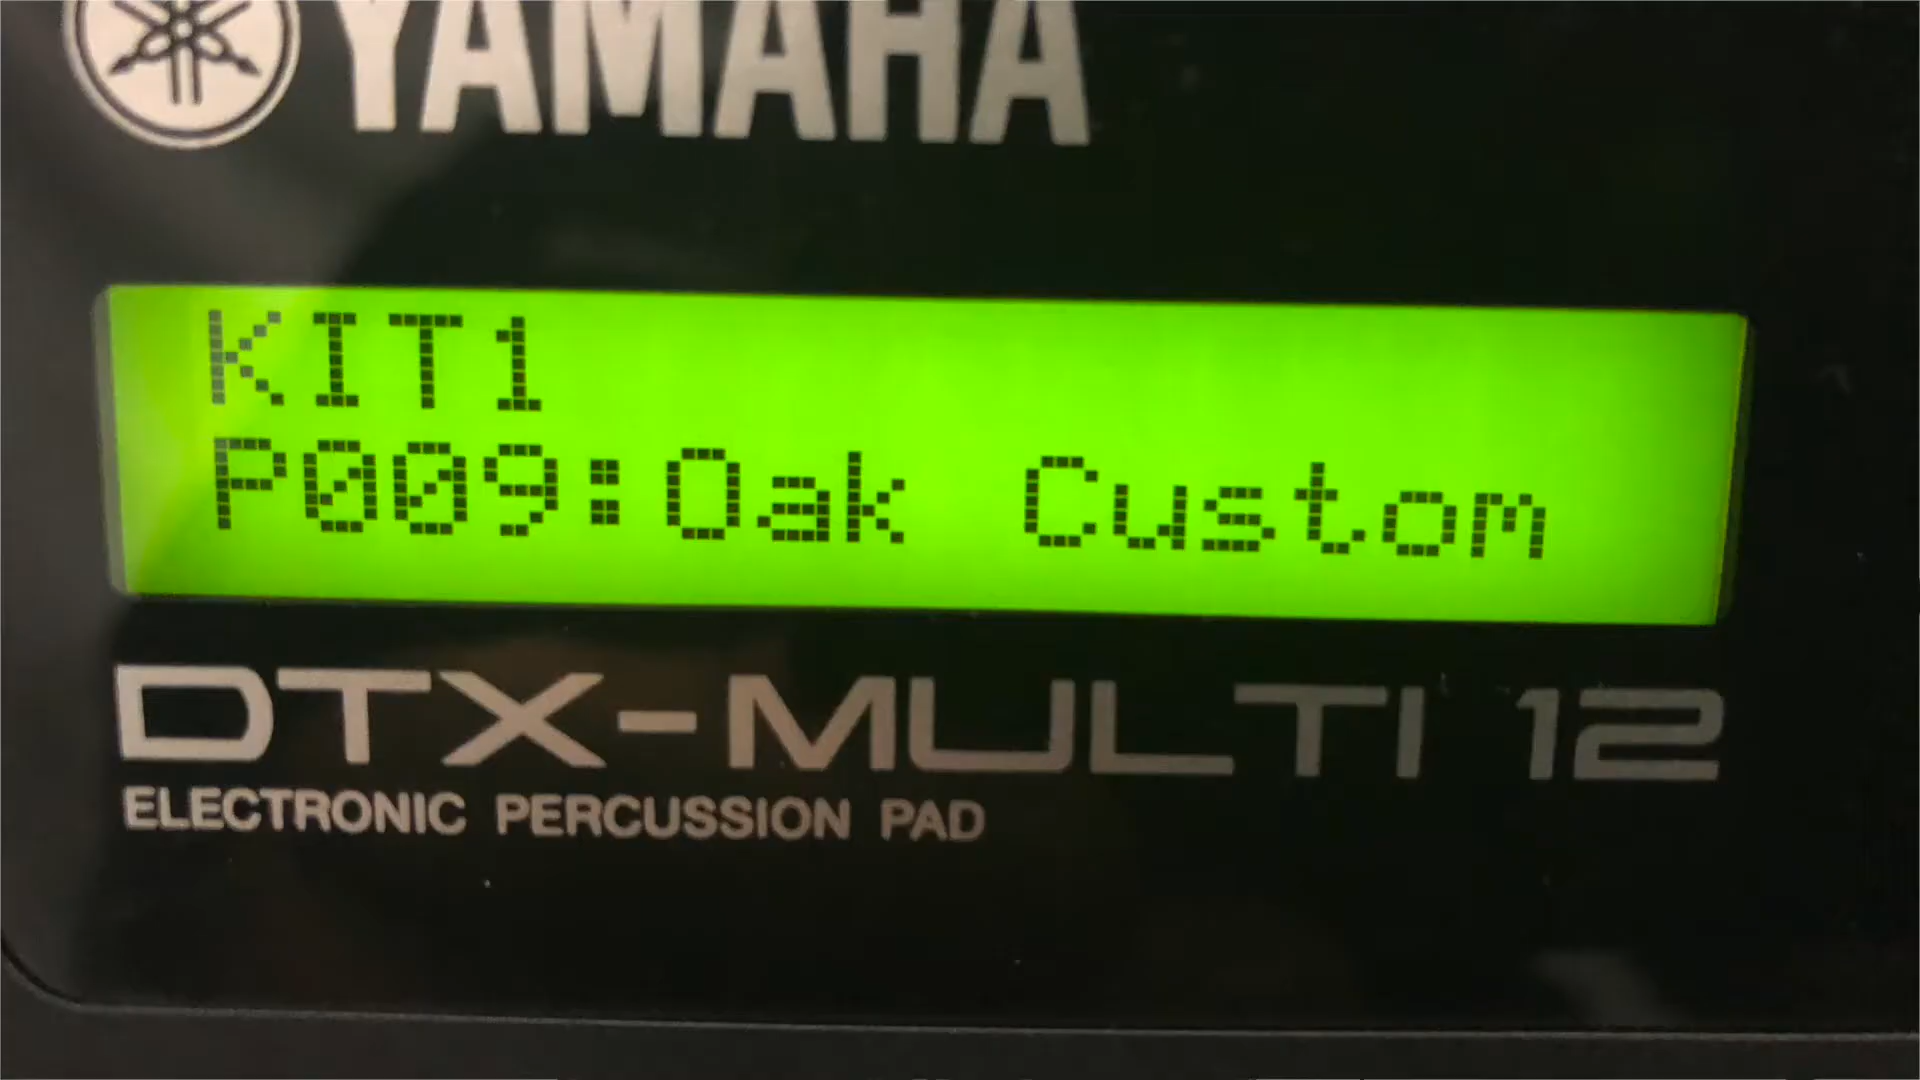 YAMAHA
KIT1
P009:Oak Custom
DTX-MULTI 12
ELECTRONIC PERCUSSION PAD